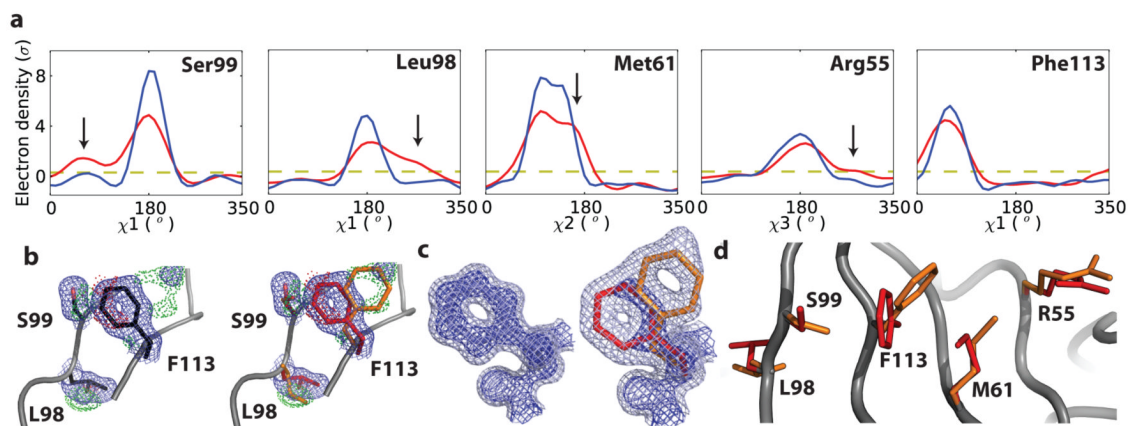 a
Electron density (σ)
8
4
0
Ser99
0 180 350
χ1 (°)
Leu98
0 180 350
χ1 (°)
Met61
0 180 350
χ2 (°)
Arg55
0 180 350
χ3 (°)
Phe113
0 180 350
χ1 (°)
b
S99
F113
L98
S99
F113
L98
c
d
S99
L98
F113
M61
R55